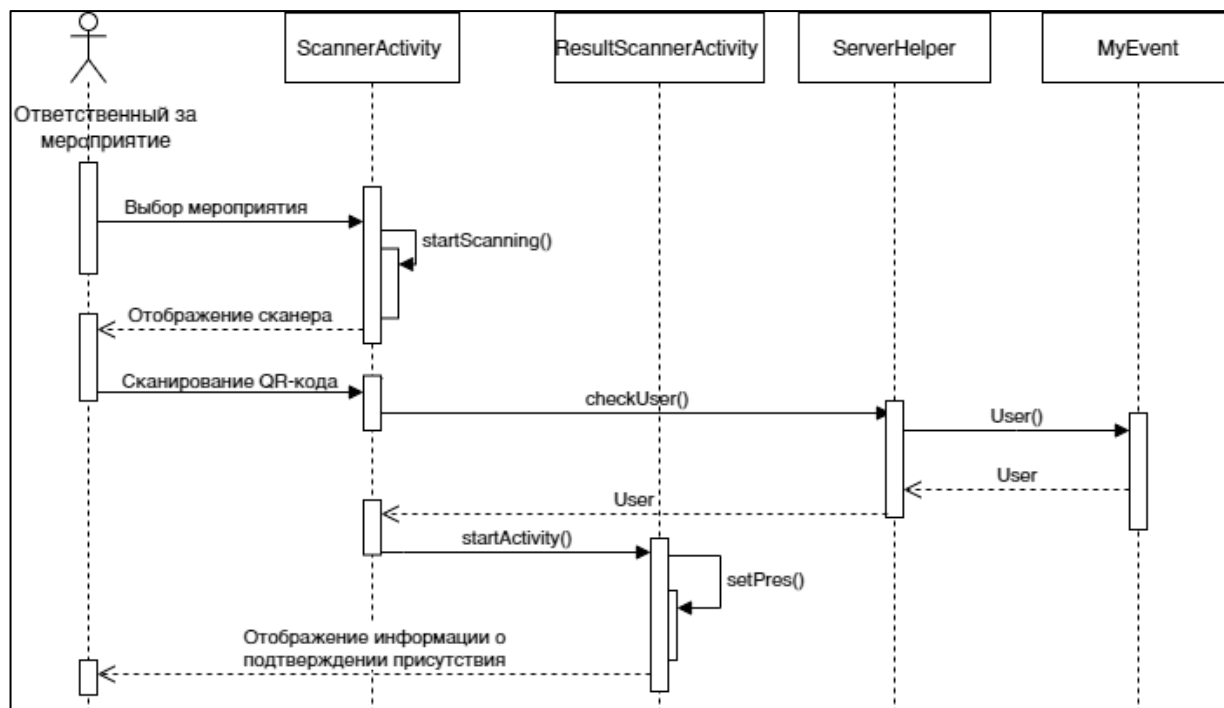 ScannerActivity
ResultScannerActivity
ServerHelper
MyEvent
Ответственный за
мероприятие
Выбор мероприятия
startScanning()
Отображение сканера
Сканирование QR-кода
checkUser()
User()
User
User
startActivity()
setPres()
Отображение информации о
подтверждении присутствия